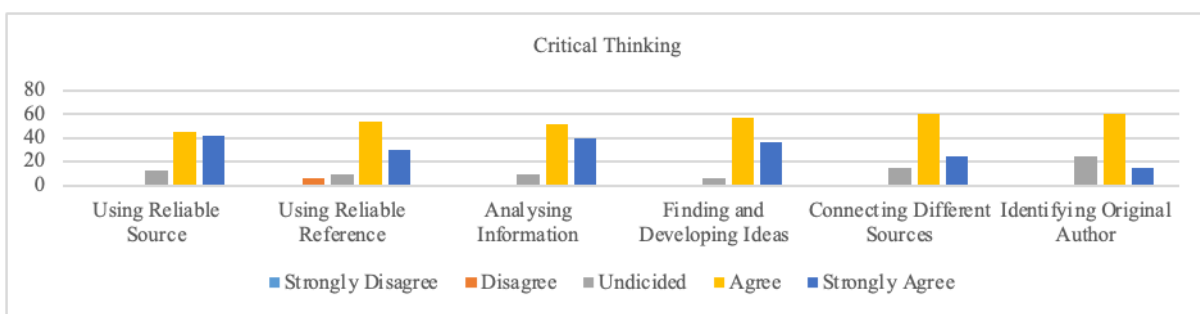 Critical Thinking
80
60
40
20
0
Using Reliable Source
Using Reliable Reference
Analysing Information
Finding and Developing Ideas
Connecting Different Sources
Identifying Original Author
Strongly Disagree
Disagree
Undicided
Agree
Strongly Agree